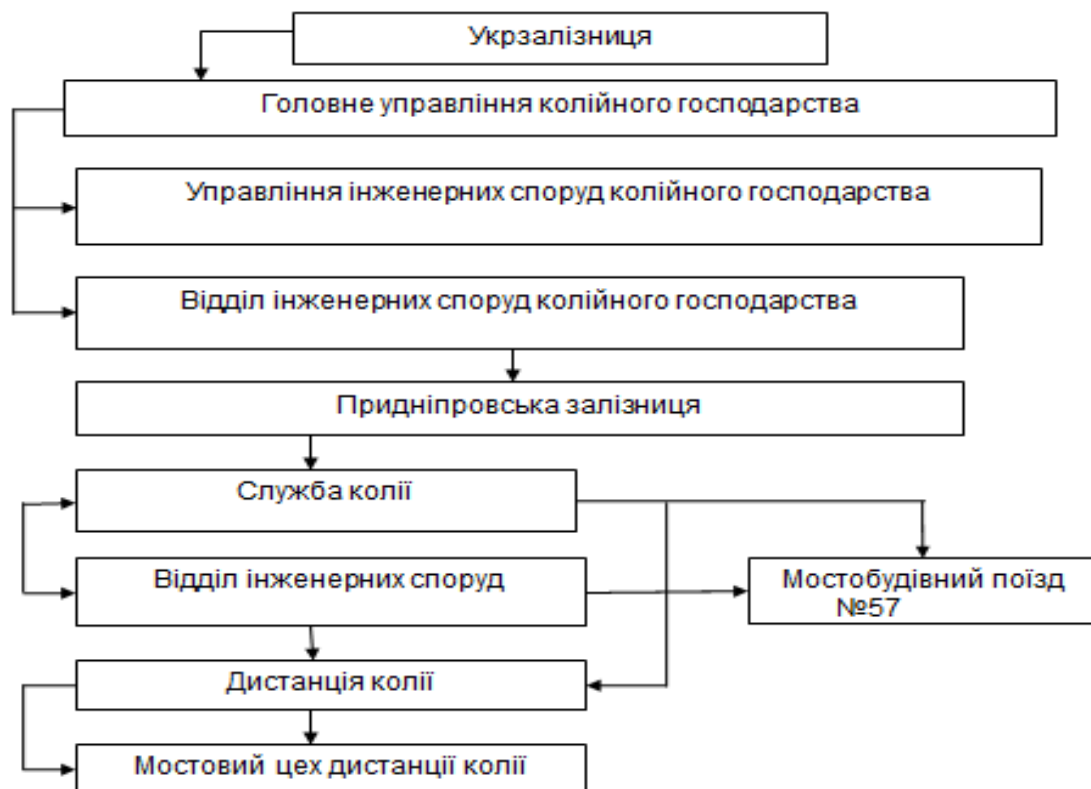 Укрзалізниця
Головне управління колійного господарства
Управління інженерних споруд колійного господарства
Відділ інженерних споруд колійного господарства
Придніпровська залізниця
Служба колії
Відділ інженерних споруд
Мостобудівний поїзд
№57
Дистанція колії
Мостовий цех дистанції колії